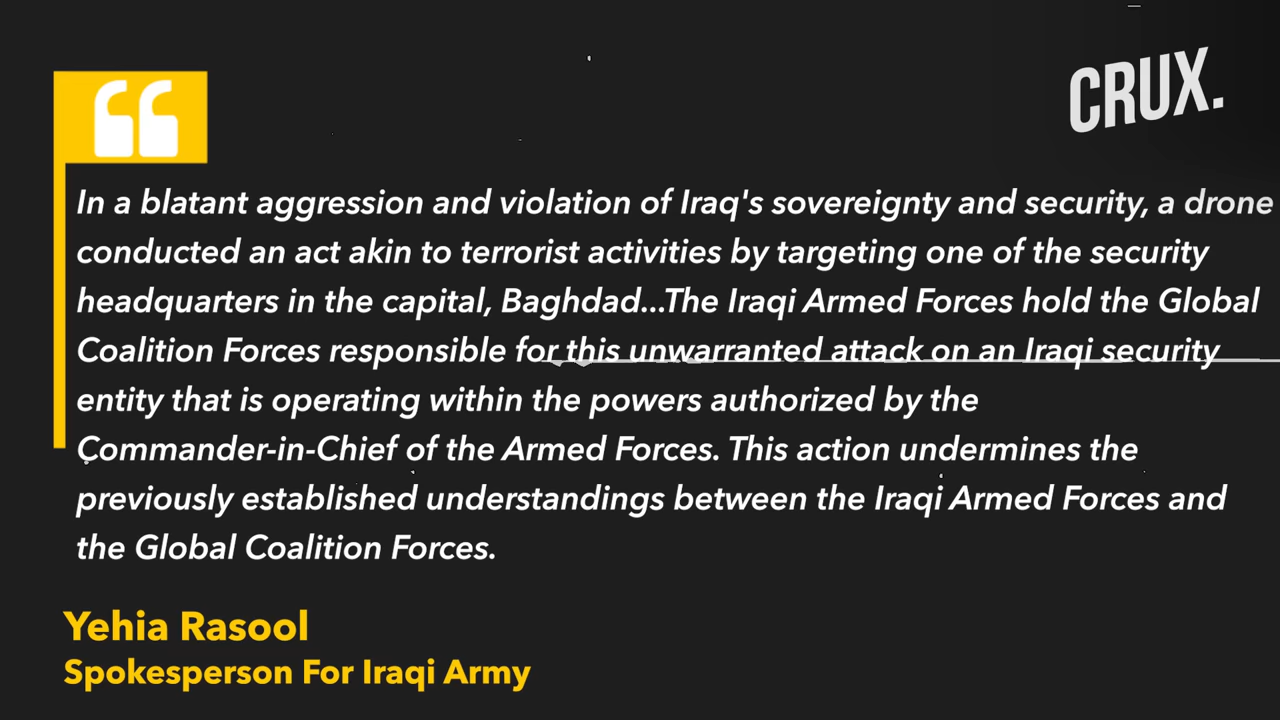 CRUX.
In a blatant aggression and violation of Iraq's sovereignty and security, a drone
conducted an act akin to terrorist activities by targeting one of the security
headquarters in the capital, Baghdad...The Iraqi Armed Forces hold the Global
Coalition Forces responsible for this unwarranted attack on an Iraqi security
entity that is operating within the powers authorized by the
Commander-in-Chief of the Armed Forces. This action undermines the
previously established understandings between the Iraqi Armed Forces and
the Global Coalition Forces.
Yehia Rasool
Spokesperson For Iraqi Army